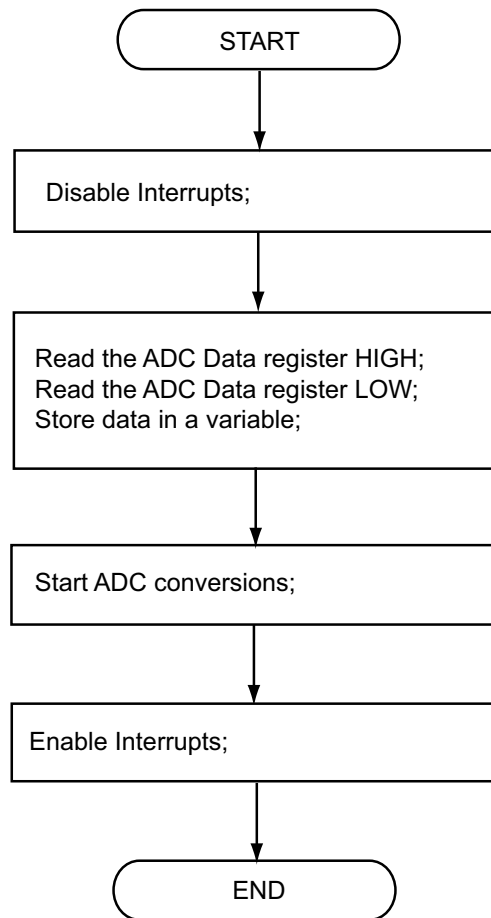 START
Disable Interrupts;
Read the ADC Data register HIGH;
Read the ADC Data register LOW;
Store data in a variable;
Start ADC conversions;
Enable Interrupts;
END